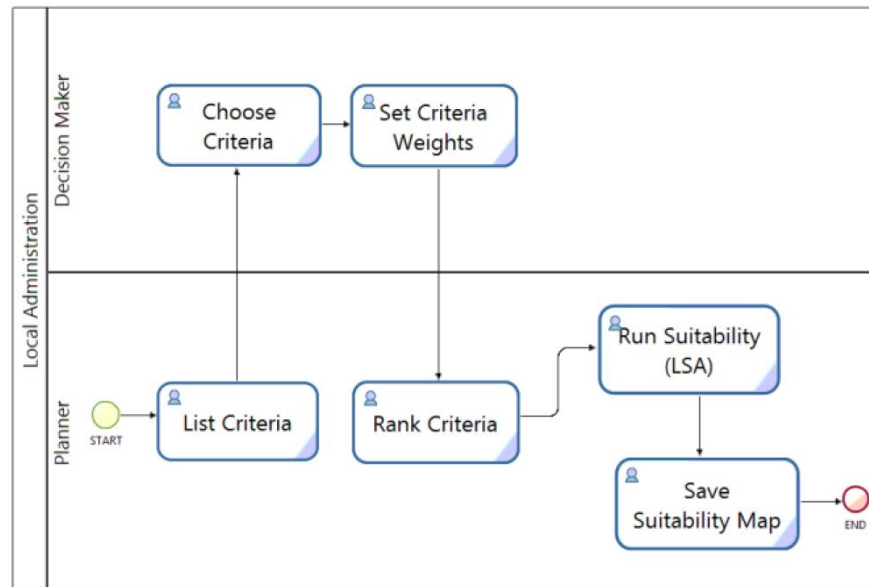 Local Administration
Decision Maker
Choose
Criteria
Set Criteria
Weights
Planner
START
List Criteria
Rank Criteria
Run Suitability
(LSA)
Save
Suitability Map
END